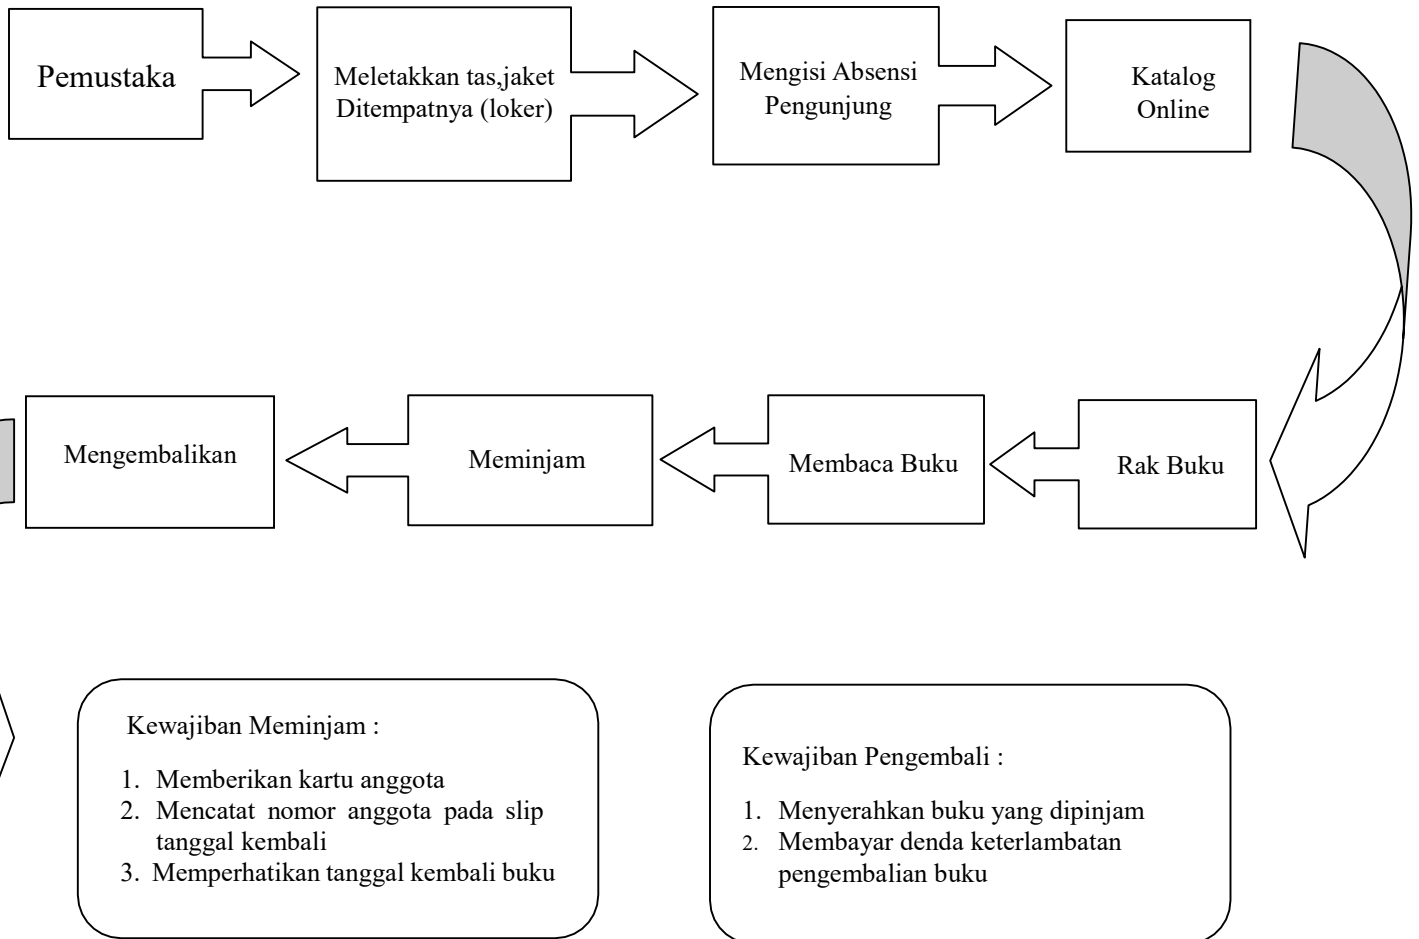 Pemustaka
Meletakkan tas,jaket
Ditempatnya (loker)
Mengisi Absensi
Pengunjung
Katalog
Online
Rak Buku
Membaca Buku
Meminjam
Mengembalikan
Kewajiban Meminjam :
1. Memberikan kartu anggota
2. Mencatat nomor anggota pada slip
tanggal kembali
3. Memperhatikan tanggal kembali buku
Kewajiban Pengembali :
1. Menyerahkan buku yang dipinjam
2. Membayar denda keterlambatan
pengembalian buku